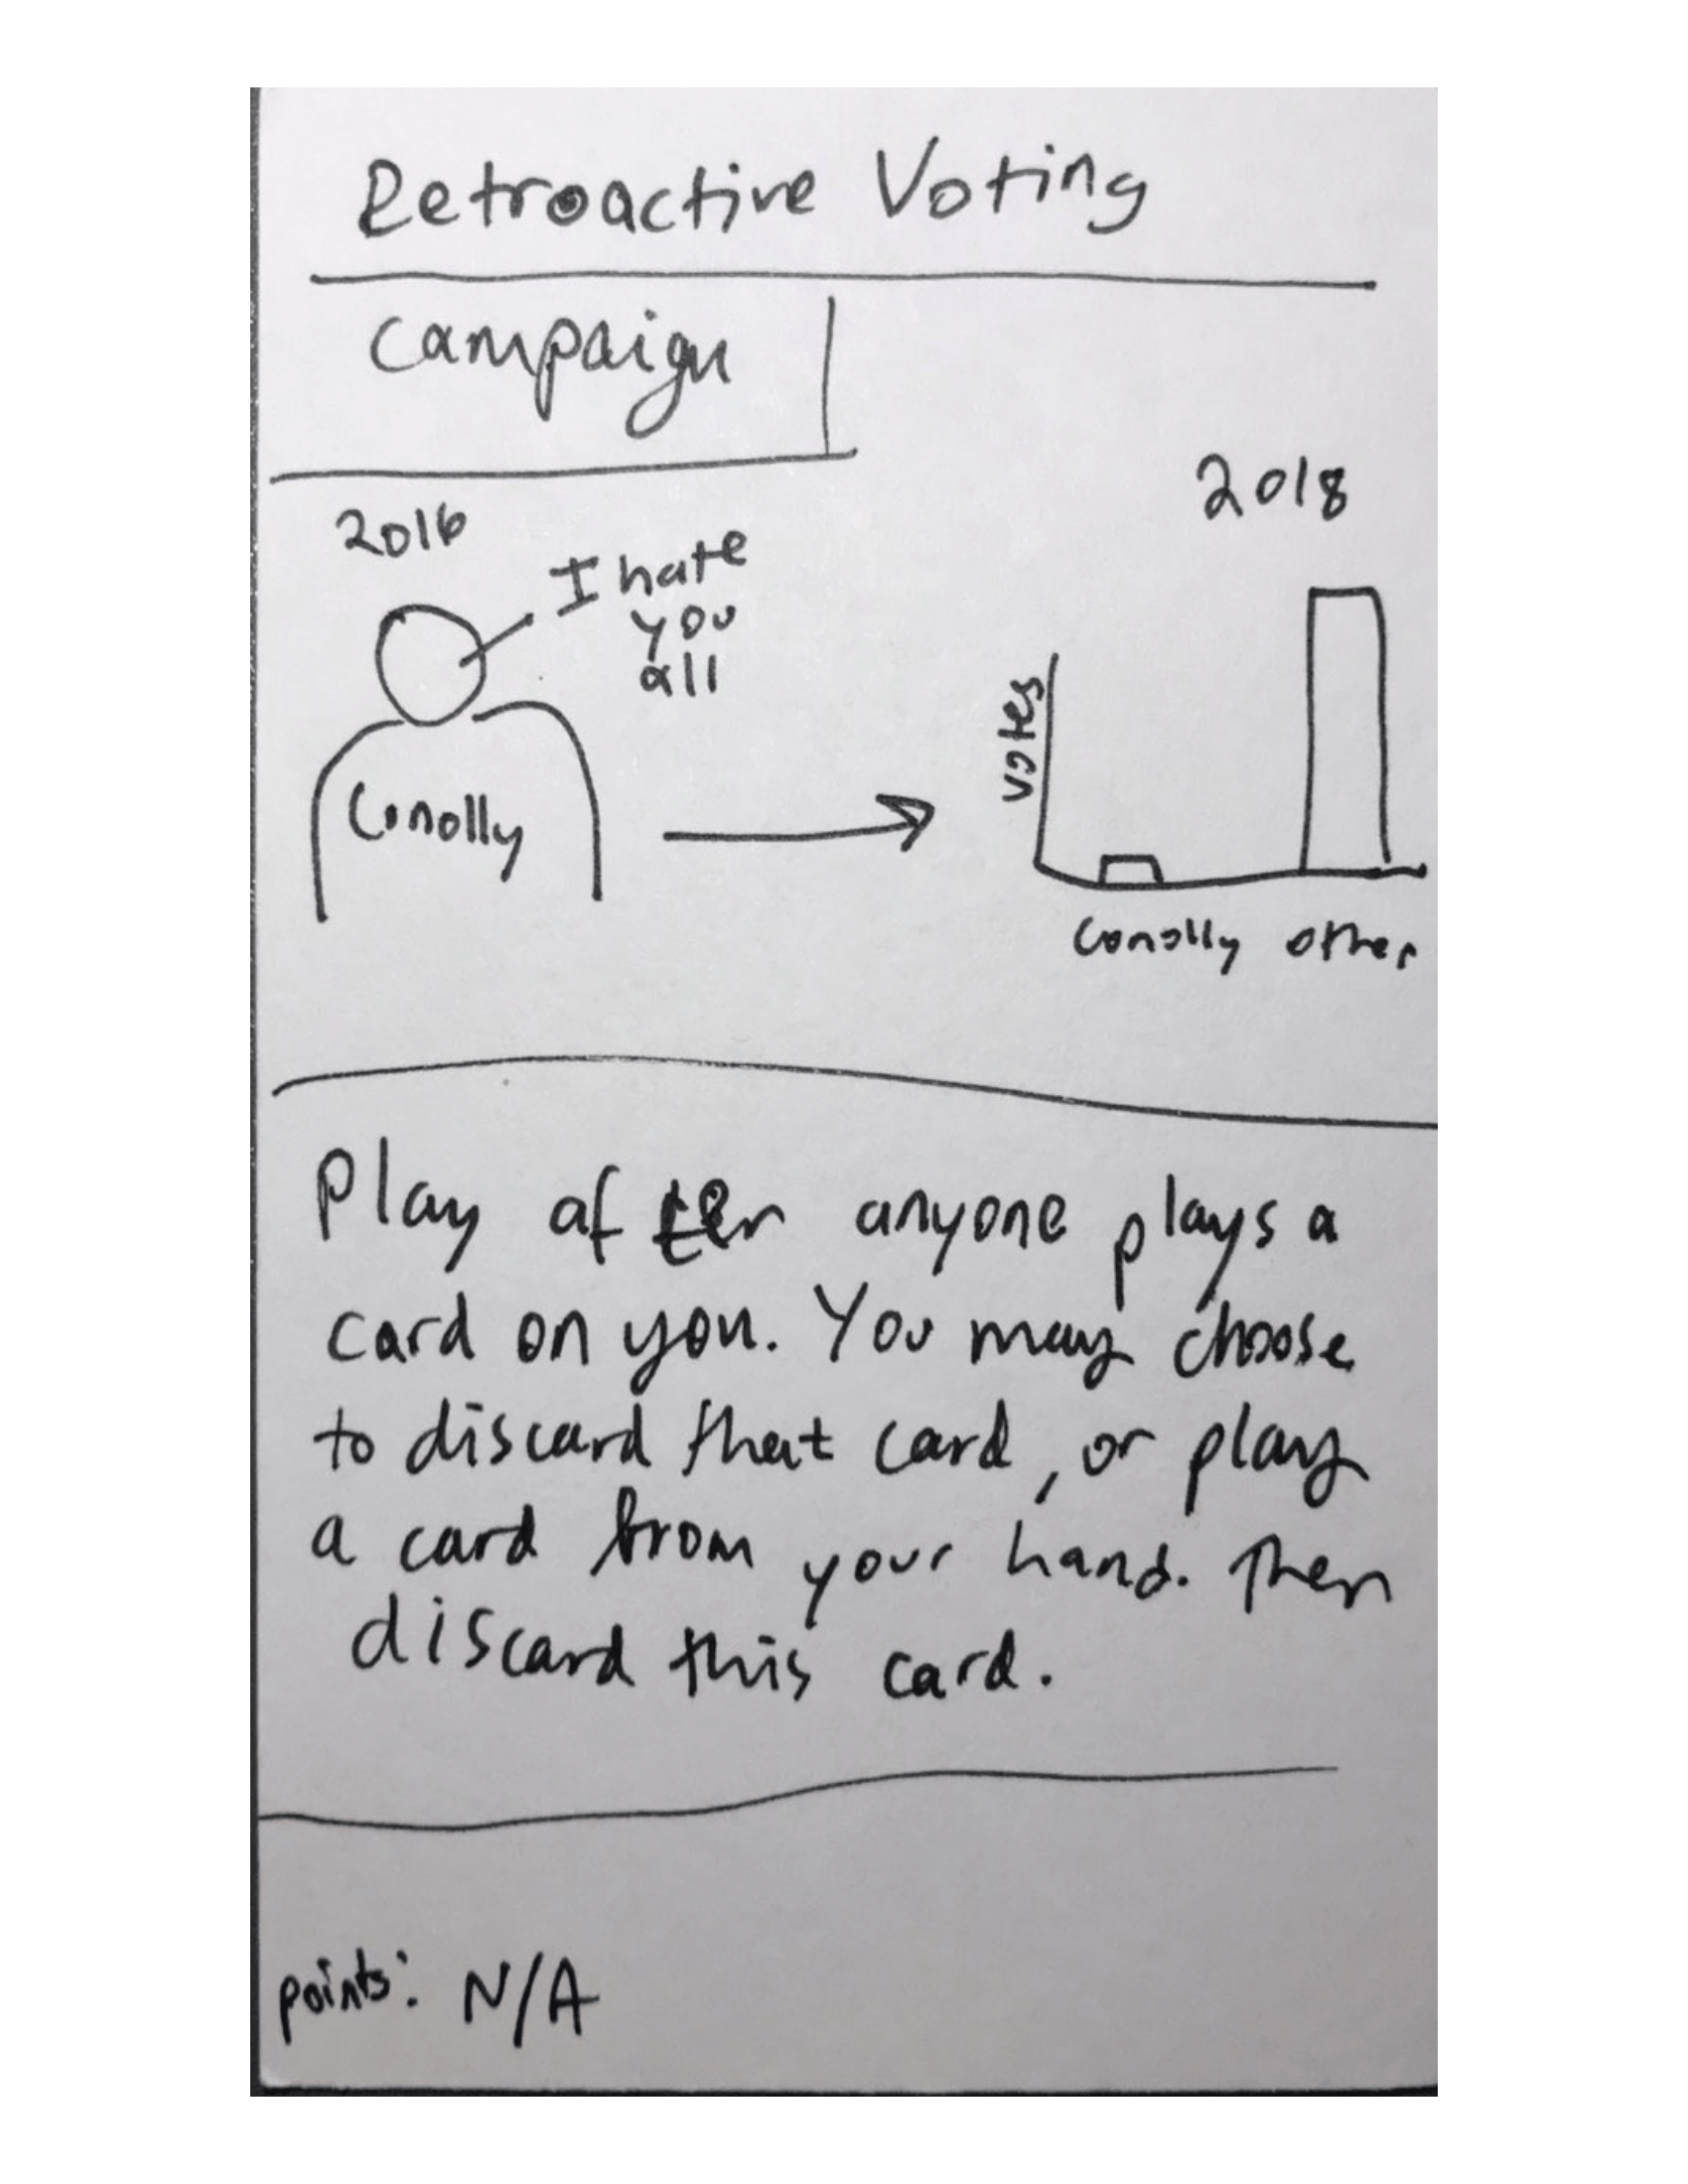 Retroactive Voting
Campaign
2016
I hate
you
all
Conolly
2018
votes
Conolly other
Play after anyone plays a
card on you. You may choose
to discard that card, or play
a card from your hand. Then
discard this card.
points: N/A